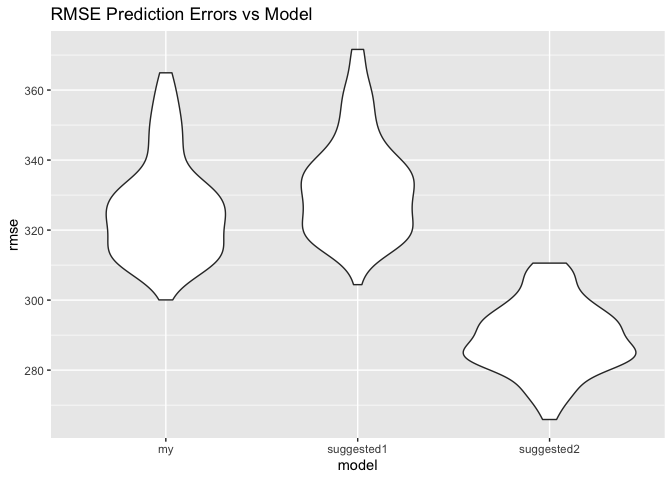 RMSE Prediction Errors vs Model
rmse
360
340
320
300
280
my suggested1 suggested2
model